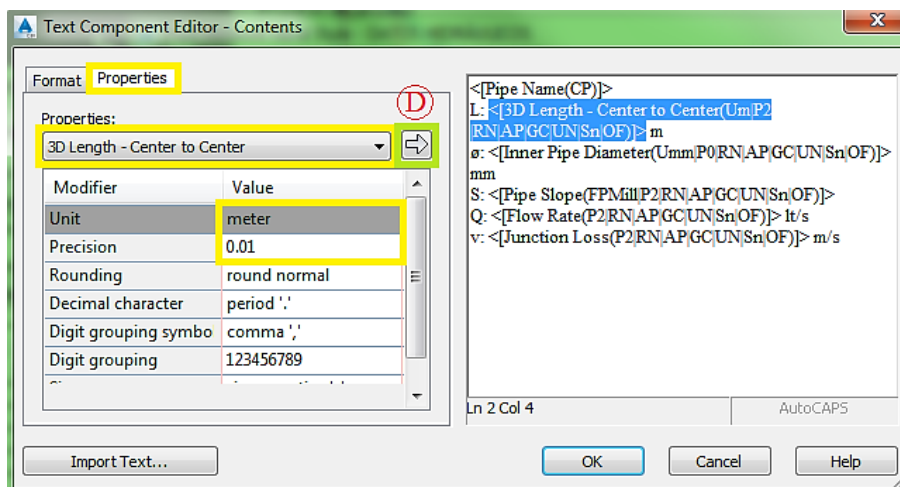 Text Component Editor - Contents
Format
Properties
D
Properties:
3D Length - Center to Center
Modifier Value
Unit meter
Precision 0.01
Rounding round normal
Decimal character period '.'
Digit grouping symbo comma ','
Digit grouping 123456789
<[Pipe Name(CP)]>
L: <[3D Length - Center to Center(Um|P2
|RN|AP|GC|UN|Sn|OF)]> m
ø: <[Inner Pipe Diameter(Umm|P0|RN|AP|GC|UN|Sn|OF)]>
mm
S: <[Pipe Slope(FPMill|P2|RN|AP|GC|UN|Sn|OF)]>
Q: <[Flow Rate(P2|RN|AP|GC|UN|Sn|OF)]> lt/s
v: <[Junction Loss(P2|RN|AP|GC|UN|Sn|OF)]> m/s
Ln 2 Col 4
AutoCAPS
Import Text...
OK
Cancel
Help